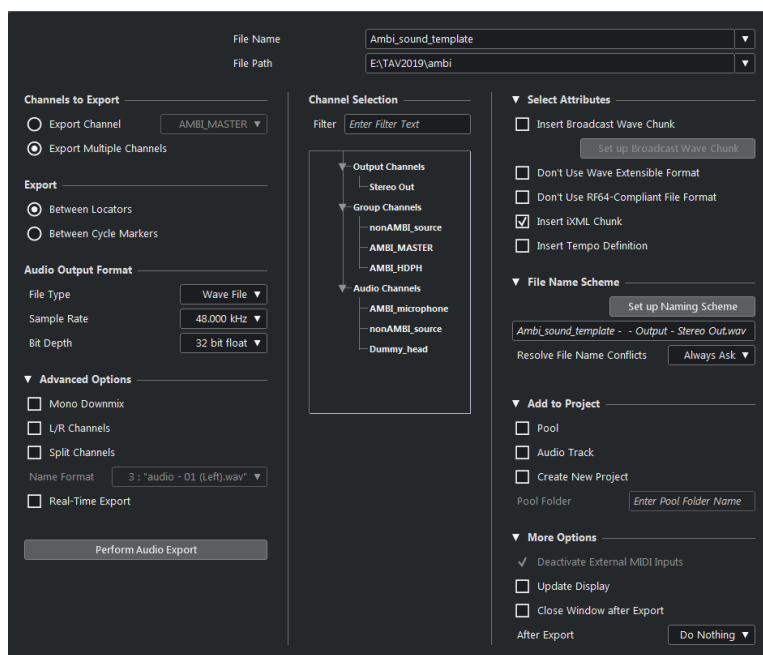 File Name
Ambi_sound_template
File Path
E:\TAV2019\ambi
Channels to Export
Export Channel
AMBI_MASTER
Export Multiple Channels
Export
Between Locators
Between Cycle Markers
Audio Output Format
File Type
Wave File
Sample Rate
48.000 kHz
Bit Depth
32 bit float
Advanced Options
Mono Downmix
L/R Channels
Split Channels
Name Format
3 : "audio - 01 (Left).wav"
Real-Time Export
Perform Audio Export
Channel Selection
Filter
Enter Filter Text
Output Channels
Stereo Out
Group Channels
nonAMBI_source
AMBI_MASTER
AMBI_HDPH
Audio Channels
AMBI_microphone
nonAMBI_source
Dummy_head
Select Attributes
Insert Broadcast Wave Chunk
Set up Broadcast Wave Chunk
Don't Use Wave Extensible Format
Don't Use RF64-Compliant File Format
Insert iXML Chunk
Insert Tempo Definition
File Name Scheme
Set up Naming Scheme
Ambi_sound_template - - Output - Stereo Out.wav
Resolve File Name Conflicts
Always Ask
Add to Project
Pool
Audio Track
Create New Project
Pool Folder
Enter Pool Folder Name
More Options
Deactivate External MIDI Inputs
Update Display
Close Window after Export
After Export
Do Nothing